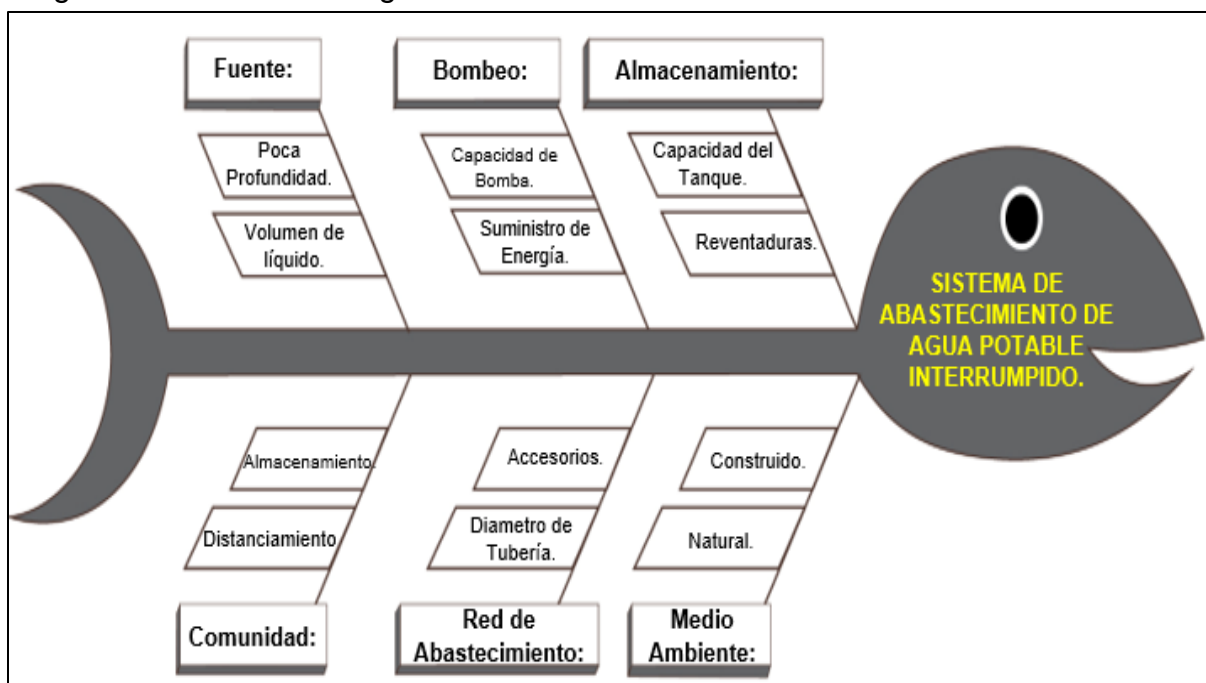 Fuente:
Bombeo:
Almacenamiento:
Poca
Profundidad.
Capacidad de
Bomba.
Capacidad del
Tanque.
Volumen de
líquido.
Suministro de
Energía.
Reventaduras.
SISTEMA DE
ABASTECIMIENTO DE
AGUA POTABLE
INTERRUMPIDO.
Almacenamiento.
Accesorios.
Construido.
Distanciamiento
Diametro de
Tubería.
Natural.
Comunidad:
Red de
Abastecimiento:
Medio
Ambiente: